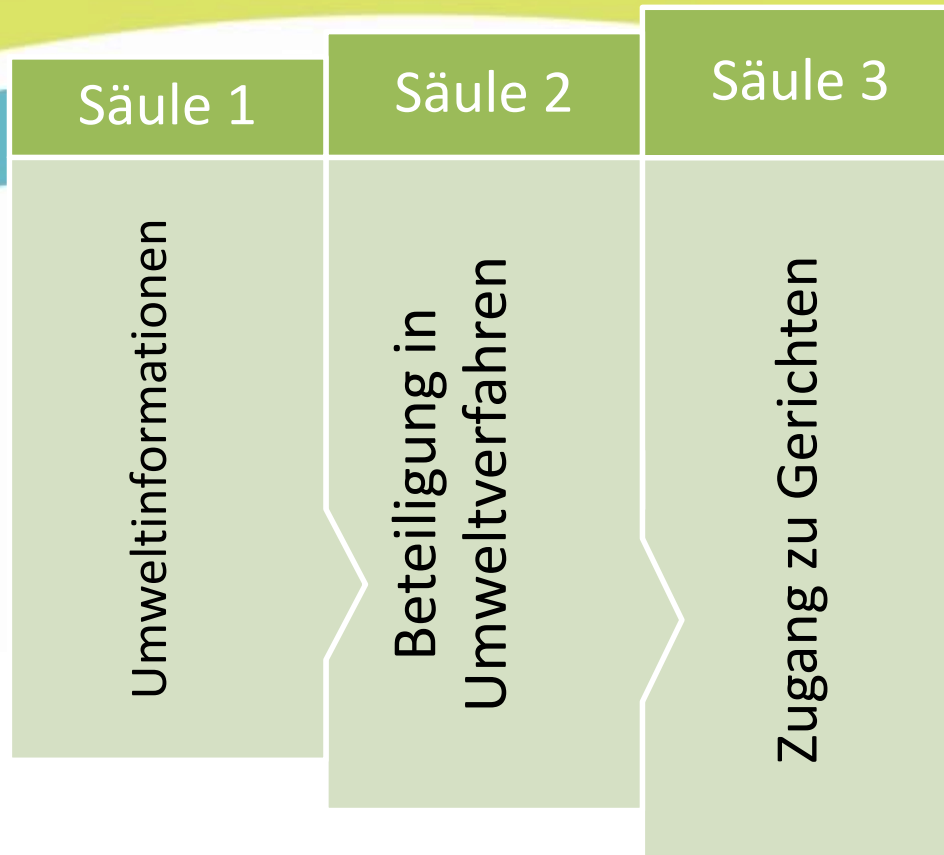 Säule 1
Umweltinformationen
Säule 2
Beteiligung in
Umweltverfahren
Säule 3
Zugang zu Gerichten